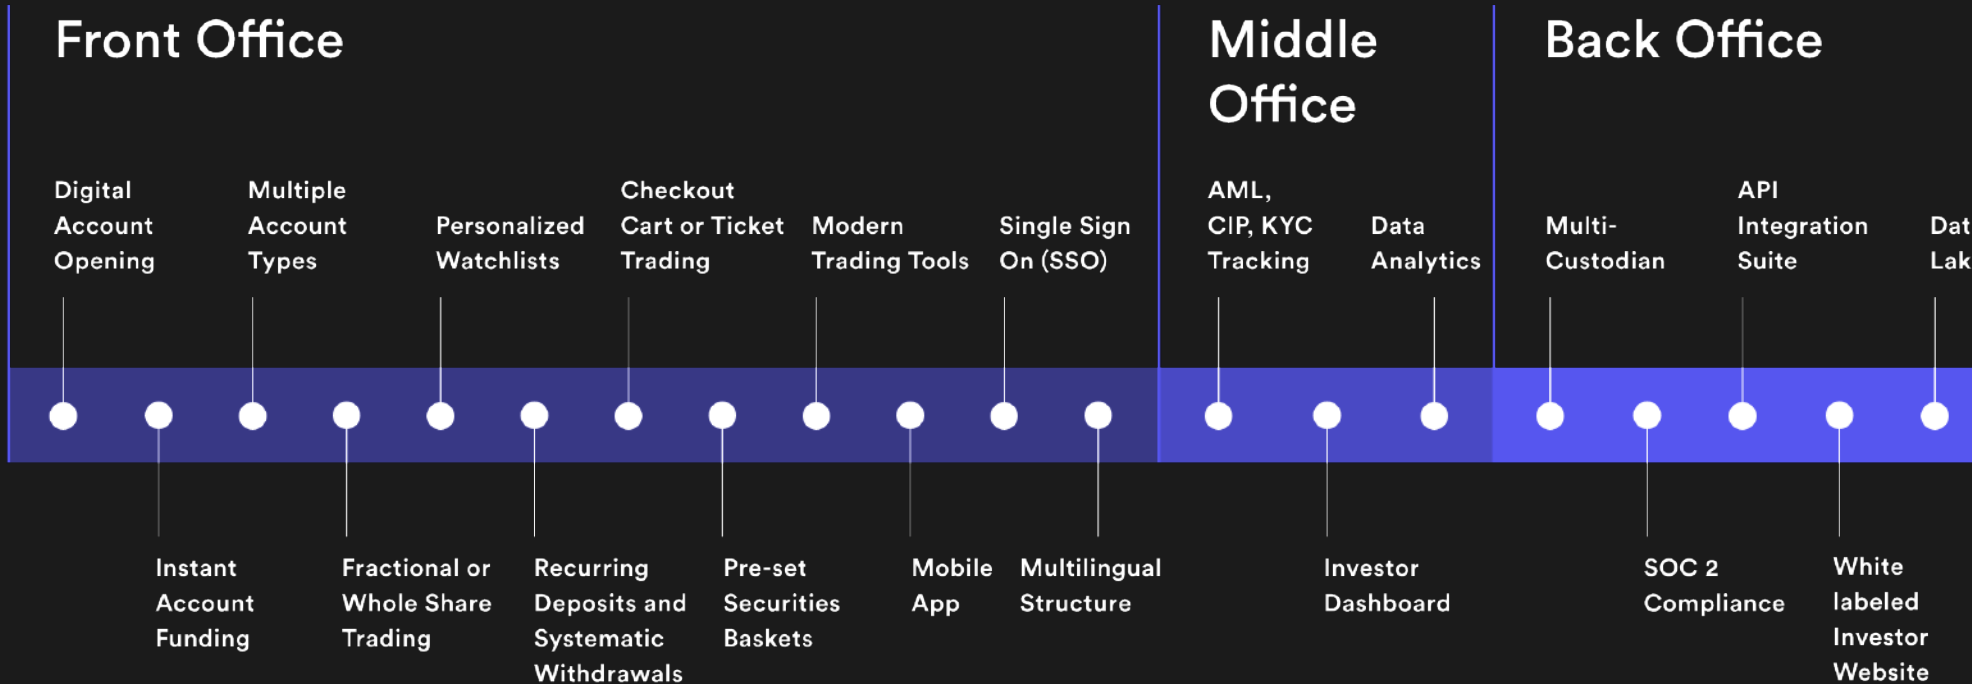 Front Office
Middle
Office
Back Office
Digital
Account
Opening
Multiple
Account
Types
Personalized
Watchlists
Checkout
Cart or Ticket
Trading
Modern
Trading Tools
Single Sign
On (SSO)
AML,
CIP, KYC
Tracking
Data
Analytics
Multi-
Custodian
API
Integration
Suite
Instant
Account
Funding
Fractional or
Whole Share
Trading
Recurring
Deposits and
Systematic
Withdrawals
Pre-set
Securities
Baskets
Mobile
App
Multilingual
Structure
Investor
Dashboard
SOC 2
Compliance
White
labeled
Investor
Website